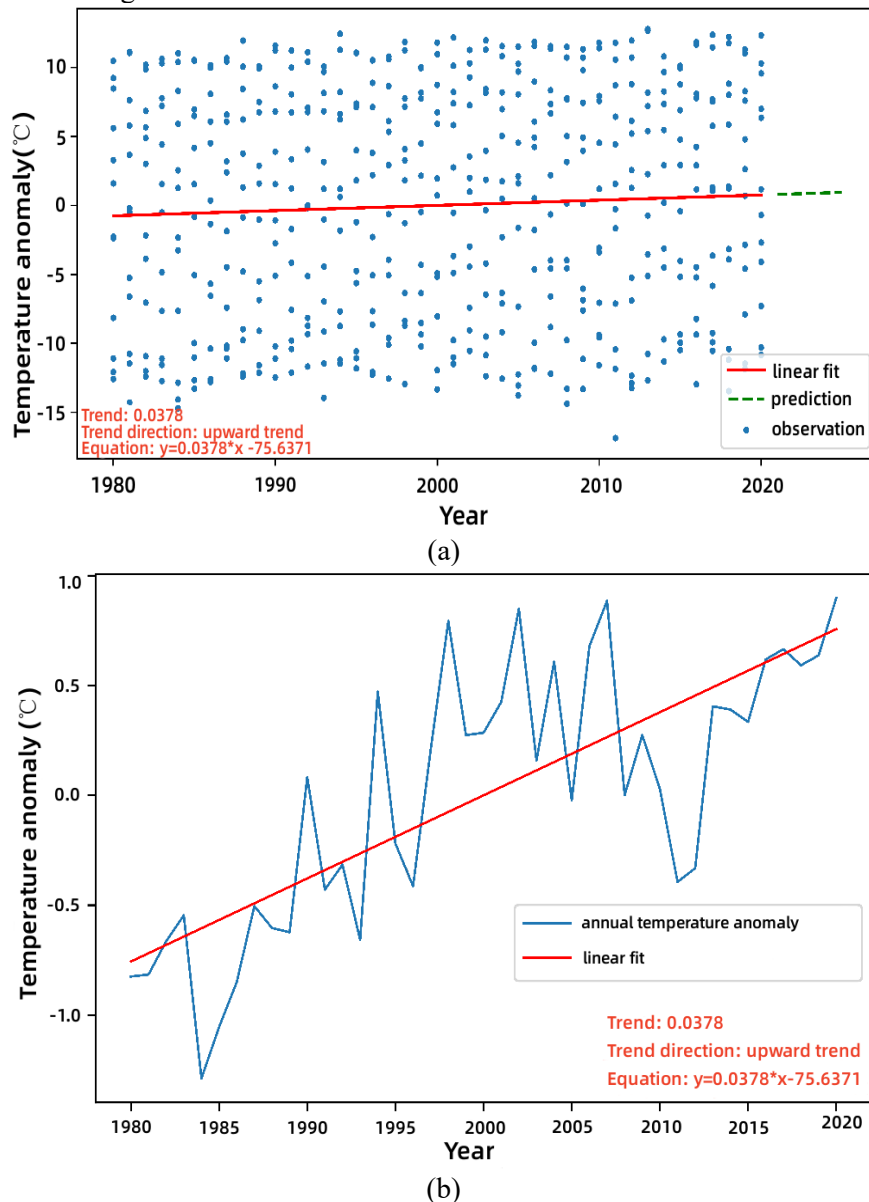 Temperature anomaly(℃)
10
5
0
-5
-10
-15
Trend: 0.0378
Trend direction: upward trend
Equation: y=0.0378*x -75.6371
linear fit
prediction
observation
1980
1990
2000
2010
2020
Year
(a)
Temperature anomaly (℃)
1.0
0.5
0.0
-0.5
-1.0
annual temperature anomaly
linear fit
Trend: 0.0378
Trend direction: upward trend
Equation: y=0.0378*x-75.6371
1980
1985
1990
1995
2000
2005
2010
2015
2020
Year
(b)